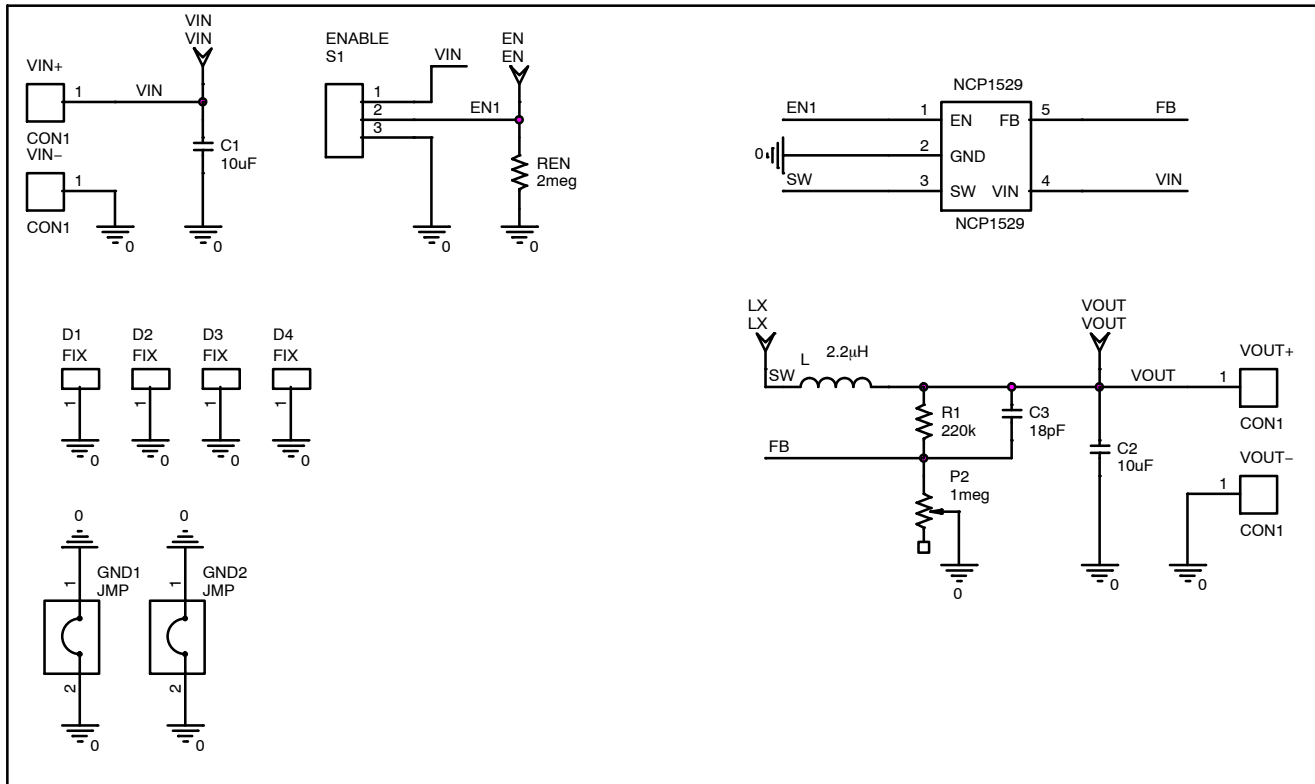 VIN
VIN
VIN+
1
VIN
CON1
C1
10uF
0
VIN−
1
CON1
0
ENABLE
S1
1
2
3
VIN
EN1
0
EN
EN
REN
2meg
0
NCP1529
EN1
1
EN
FB
5
FB
0
2
GND
SW
3
SW
VIN
4
VIN
NCP1529
D1
FIX
1
0
D2
FIX
1
0
D3
FIX
1
0
D4
FIX
1
0
LX
LX
SW
L
2.2µH
VOUT
VOUT
VOUT
1
VOUT+
CON1
R1
220k
C3
18pF
FB
P2
1meg
0
C2
10uF
0
VOUT−
1
CON1
0
0
1
GND1
JMP
2
0
0
1
GND2
JMP
2
0